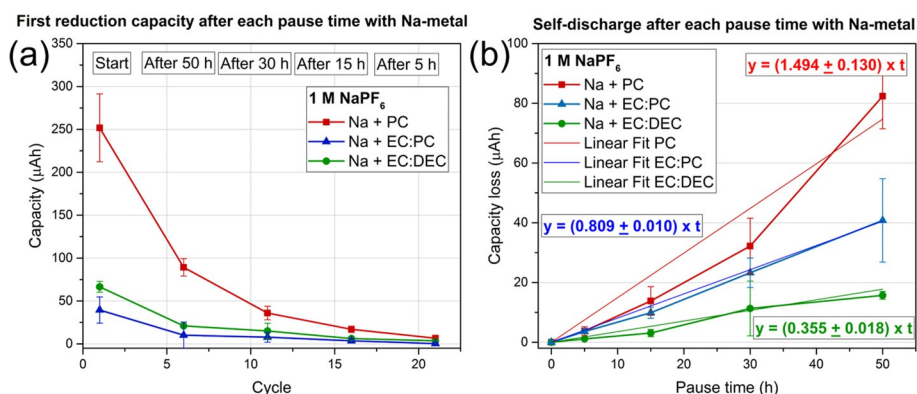 First reduction capacity after each pause time with Na-metal
(a)
350
300
250
200
150
100
50
0
Capacity (µAh)
Start
After 50 h
After 30 h
After 15 h
After 5 h
1 M NaPF6
Na + PC
Na + EC:PC
Na + EC:DEC
0
5
10
15
20
Cycle
Self-discharge after each pause time with Na-metal
(b)
100
80
60
40
20
0
Capacity loss (µAh)
1 M NaPF6
Na + PC
Na + EC:PC
Na + EC:DEC
Linear Fit PC
Linear Fit EC:PC
Linear Fit EC:DEC
y = (1.494 ± 0.130) x t
y = (0.809 ± 0.010) x t
y = (0.355 ± 0.018) x t
0
10
20
30
40
50
Pause time (h)